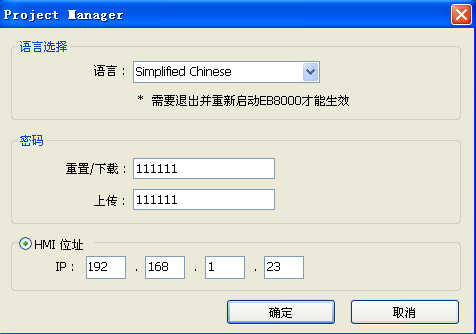 Project Manager
语言选择
语言： Simplified Chinese
* 需要退出并重新启动EB8000才能生效
密码
重置/下载： 111111
上传： 111111
HMI 位址
IP： 192 . 168 . 1 . 23
确定 取消